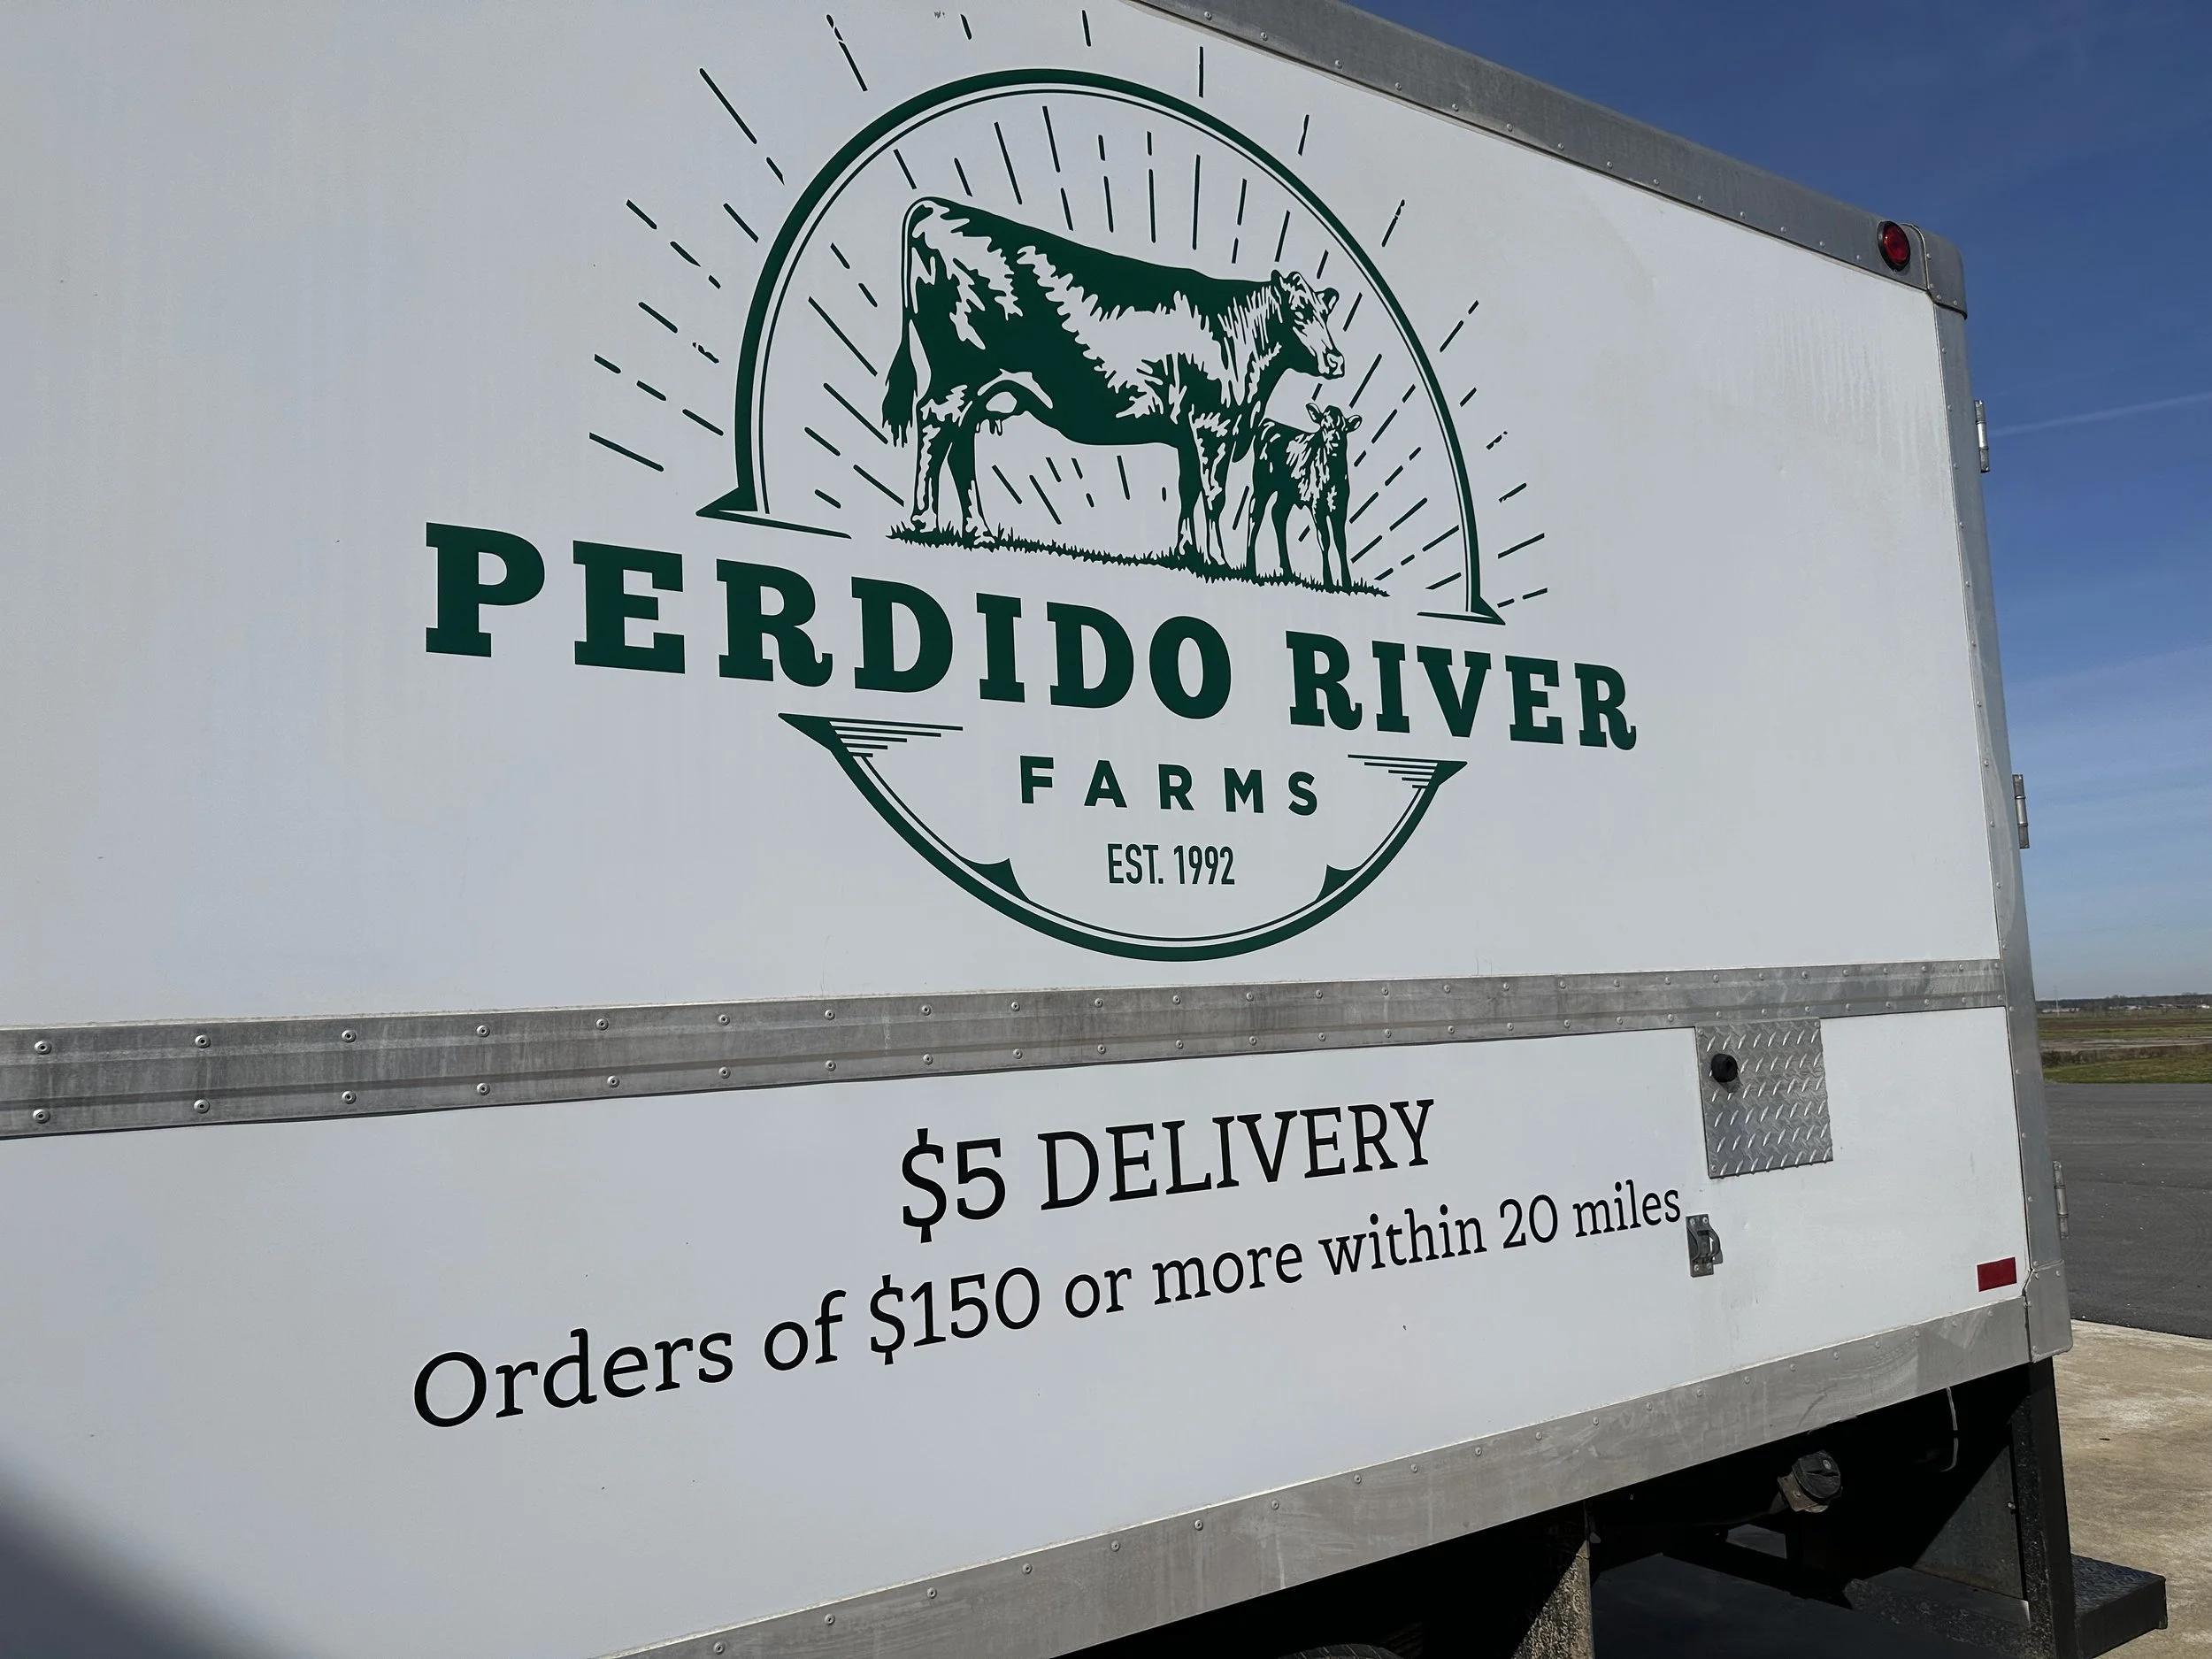 PERDIDO RIVER
FARMS
EST. 1992
$5 DELIVERY
Orders of $150 or more within 20 miles